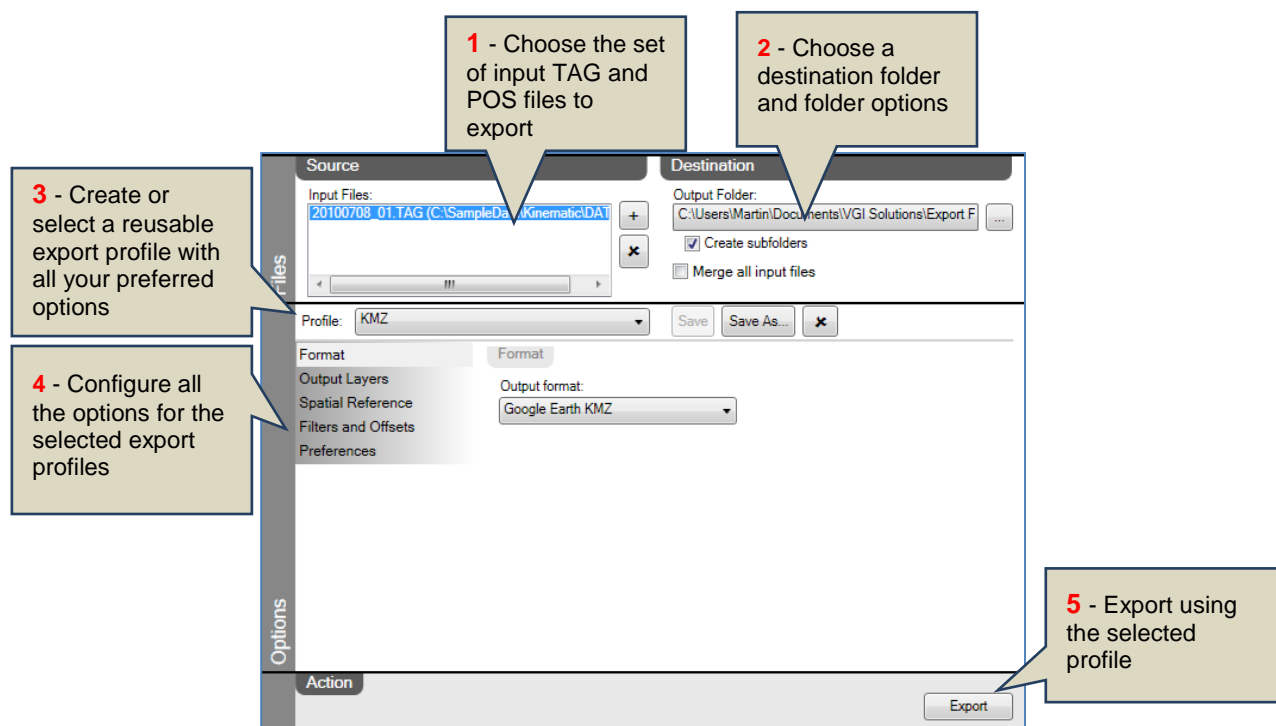 1 - Choose the set
of input TAG and
POS files to
export
2 - Choose a
destination folder
and folder options
3 - Create or
select a reusable
export profile with
all your preferred
options
4 - Configure all
the options for the
selected export
profiles
5 - Export using
the selected
profile
Files
Source
Input Files:
20100708_01.TAG (C:\SampleData\Kinematic\DAT
+
x
Destination
Output Folder:
C:\Users\Martin\Documents\VGI Solutions\Export F
...
Create subfolders
Merge all input files
Options
Profile: KMZ
Save
Save As...
x
Format
Output Layers
Spatial Reference
Filters and Offsets
Preferences
Format
Output format:
Google Earth KMZ
Action
Export